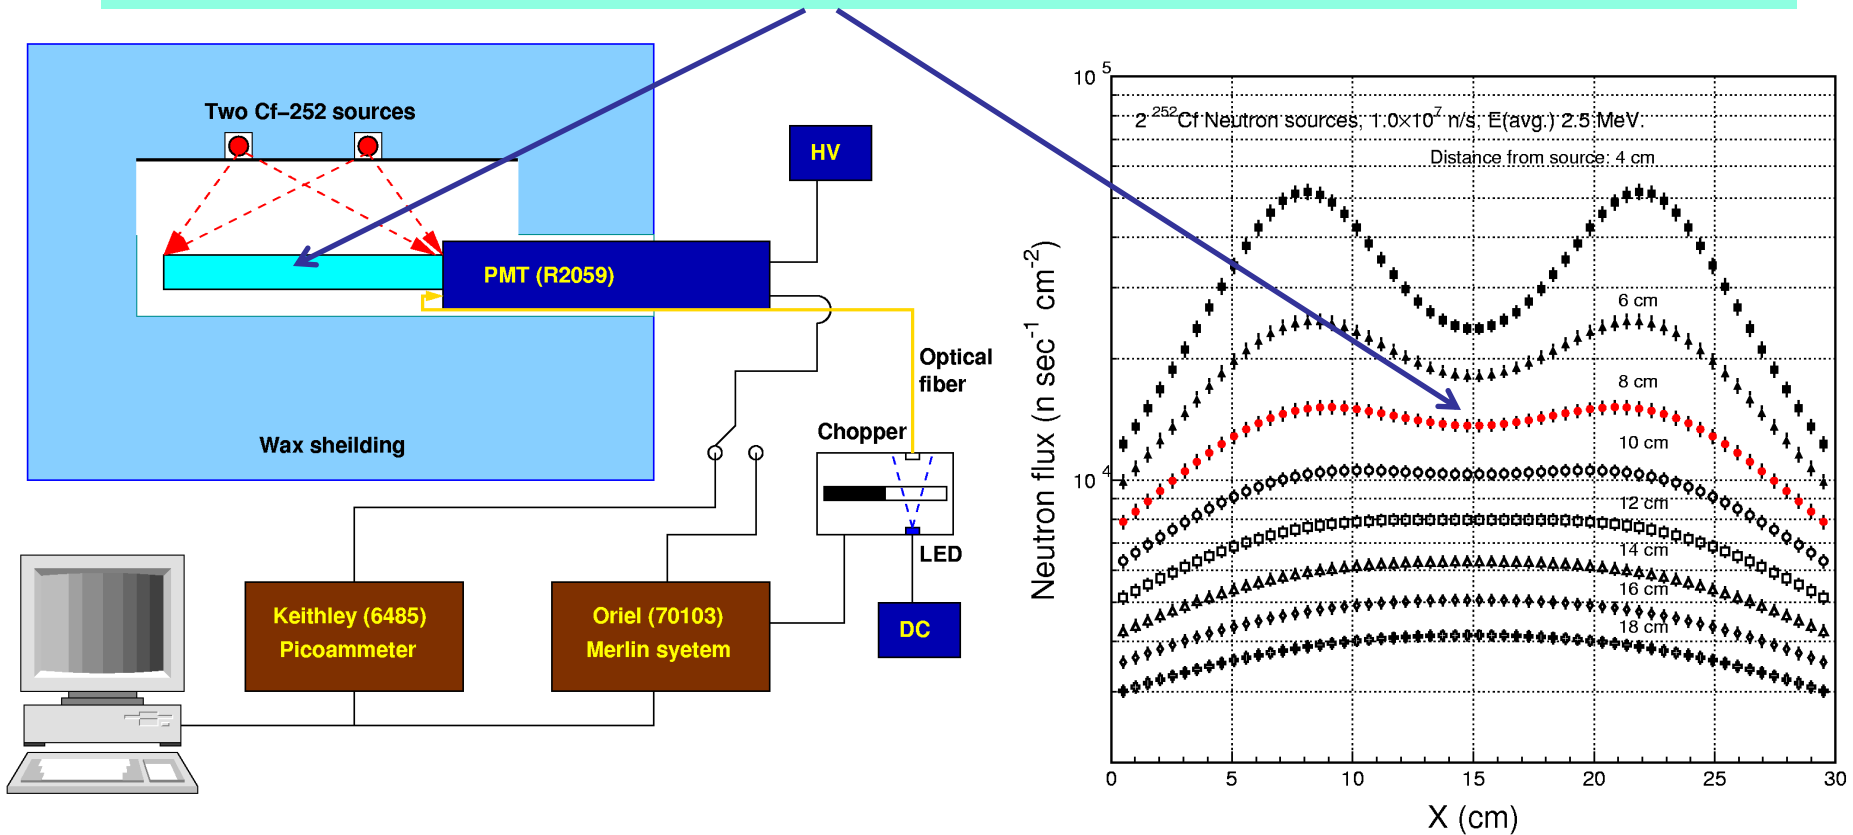 Two Cf-252 sources
HV
PMT (R2059)
Optical
fiber
Wax sheilding
Chopper
LED
Keithley (6485)
Picoammeter
Oriel (70103)
Merlin syetem
DC
10^5
2 ^252Cf Neutron sources, 1.0×10^7 n/s, E(avg.) 2.5 MeV.
Distance from source: 4 cm
6 cm
8 cm
10 cm
10^4
12 cm
14 cm
16 cm
18 cm
Neutron flux (n sec^-1 cm^-2)
0 5 10 15 20 25 30
X (cm)